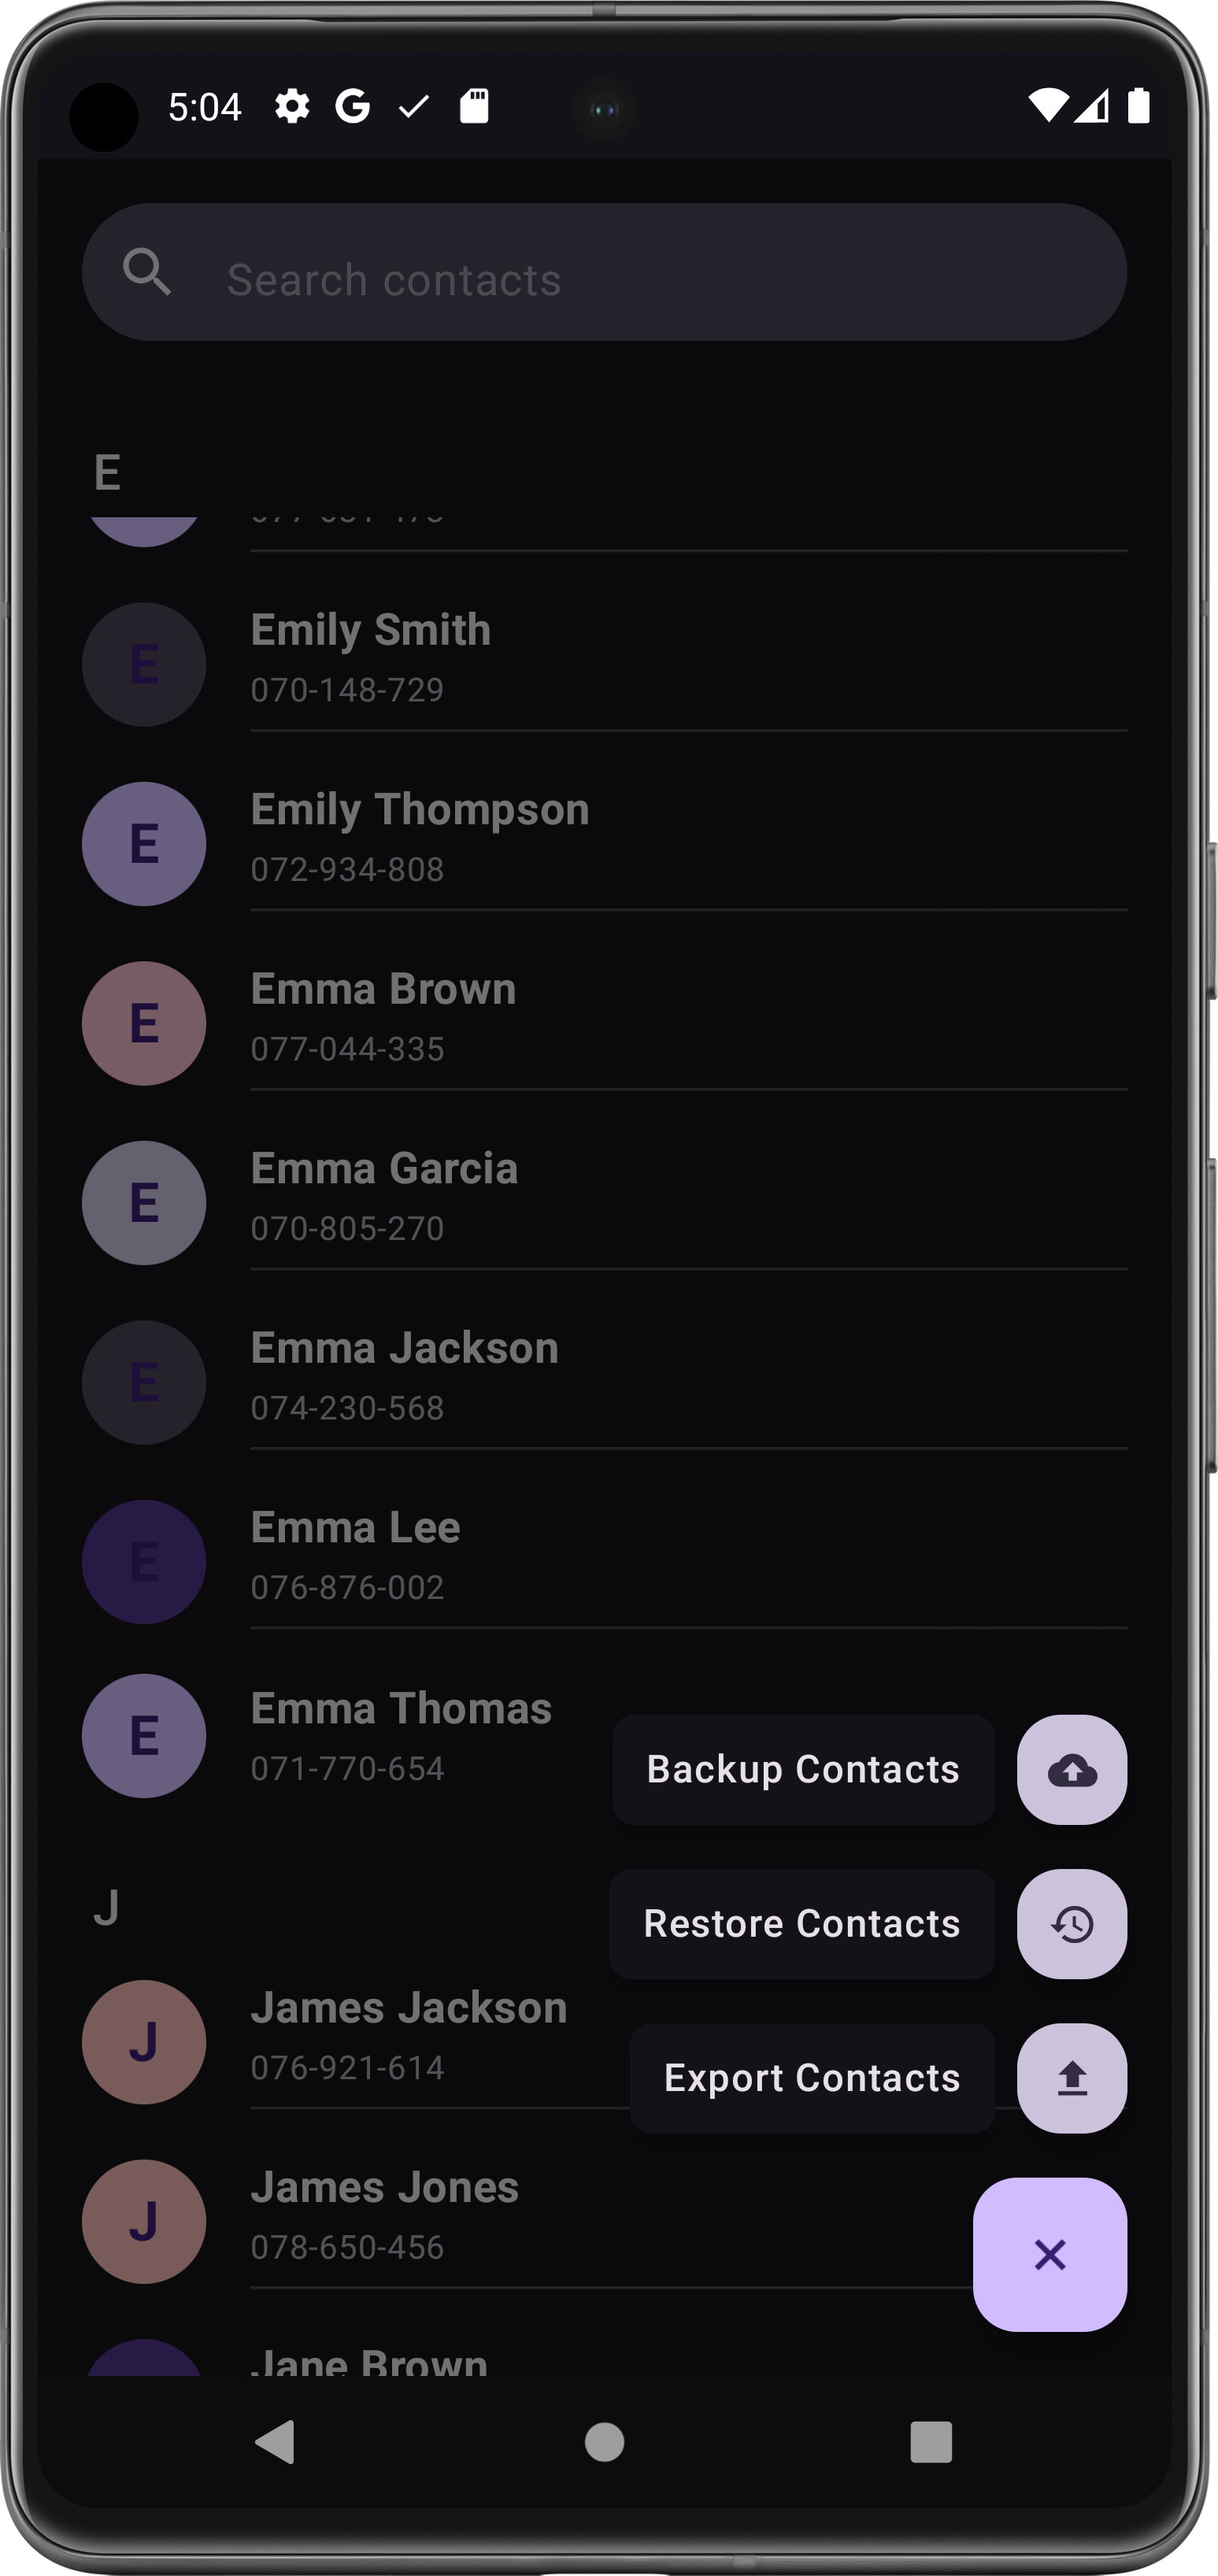 5:04
Search contacts
E
E
Emily Smith
070-148-729
E
Emily Thompson
072-934-808
E
Emma Brown
077-044-335
E
Emma Garcia
070-805-270
E
Emma Jackson
074-230-568
E
Emma Lee
076-876-002
E
Emma Thomas
071-770-654
Backup Contacts
Restore Contacts
J
J
James Jackson
076-921-614
Export Contacts
J
James Jones
078-650-456
Jane Brown